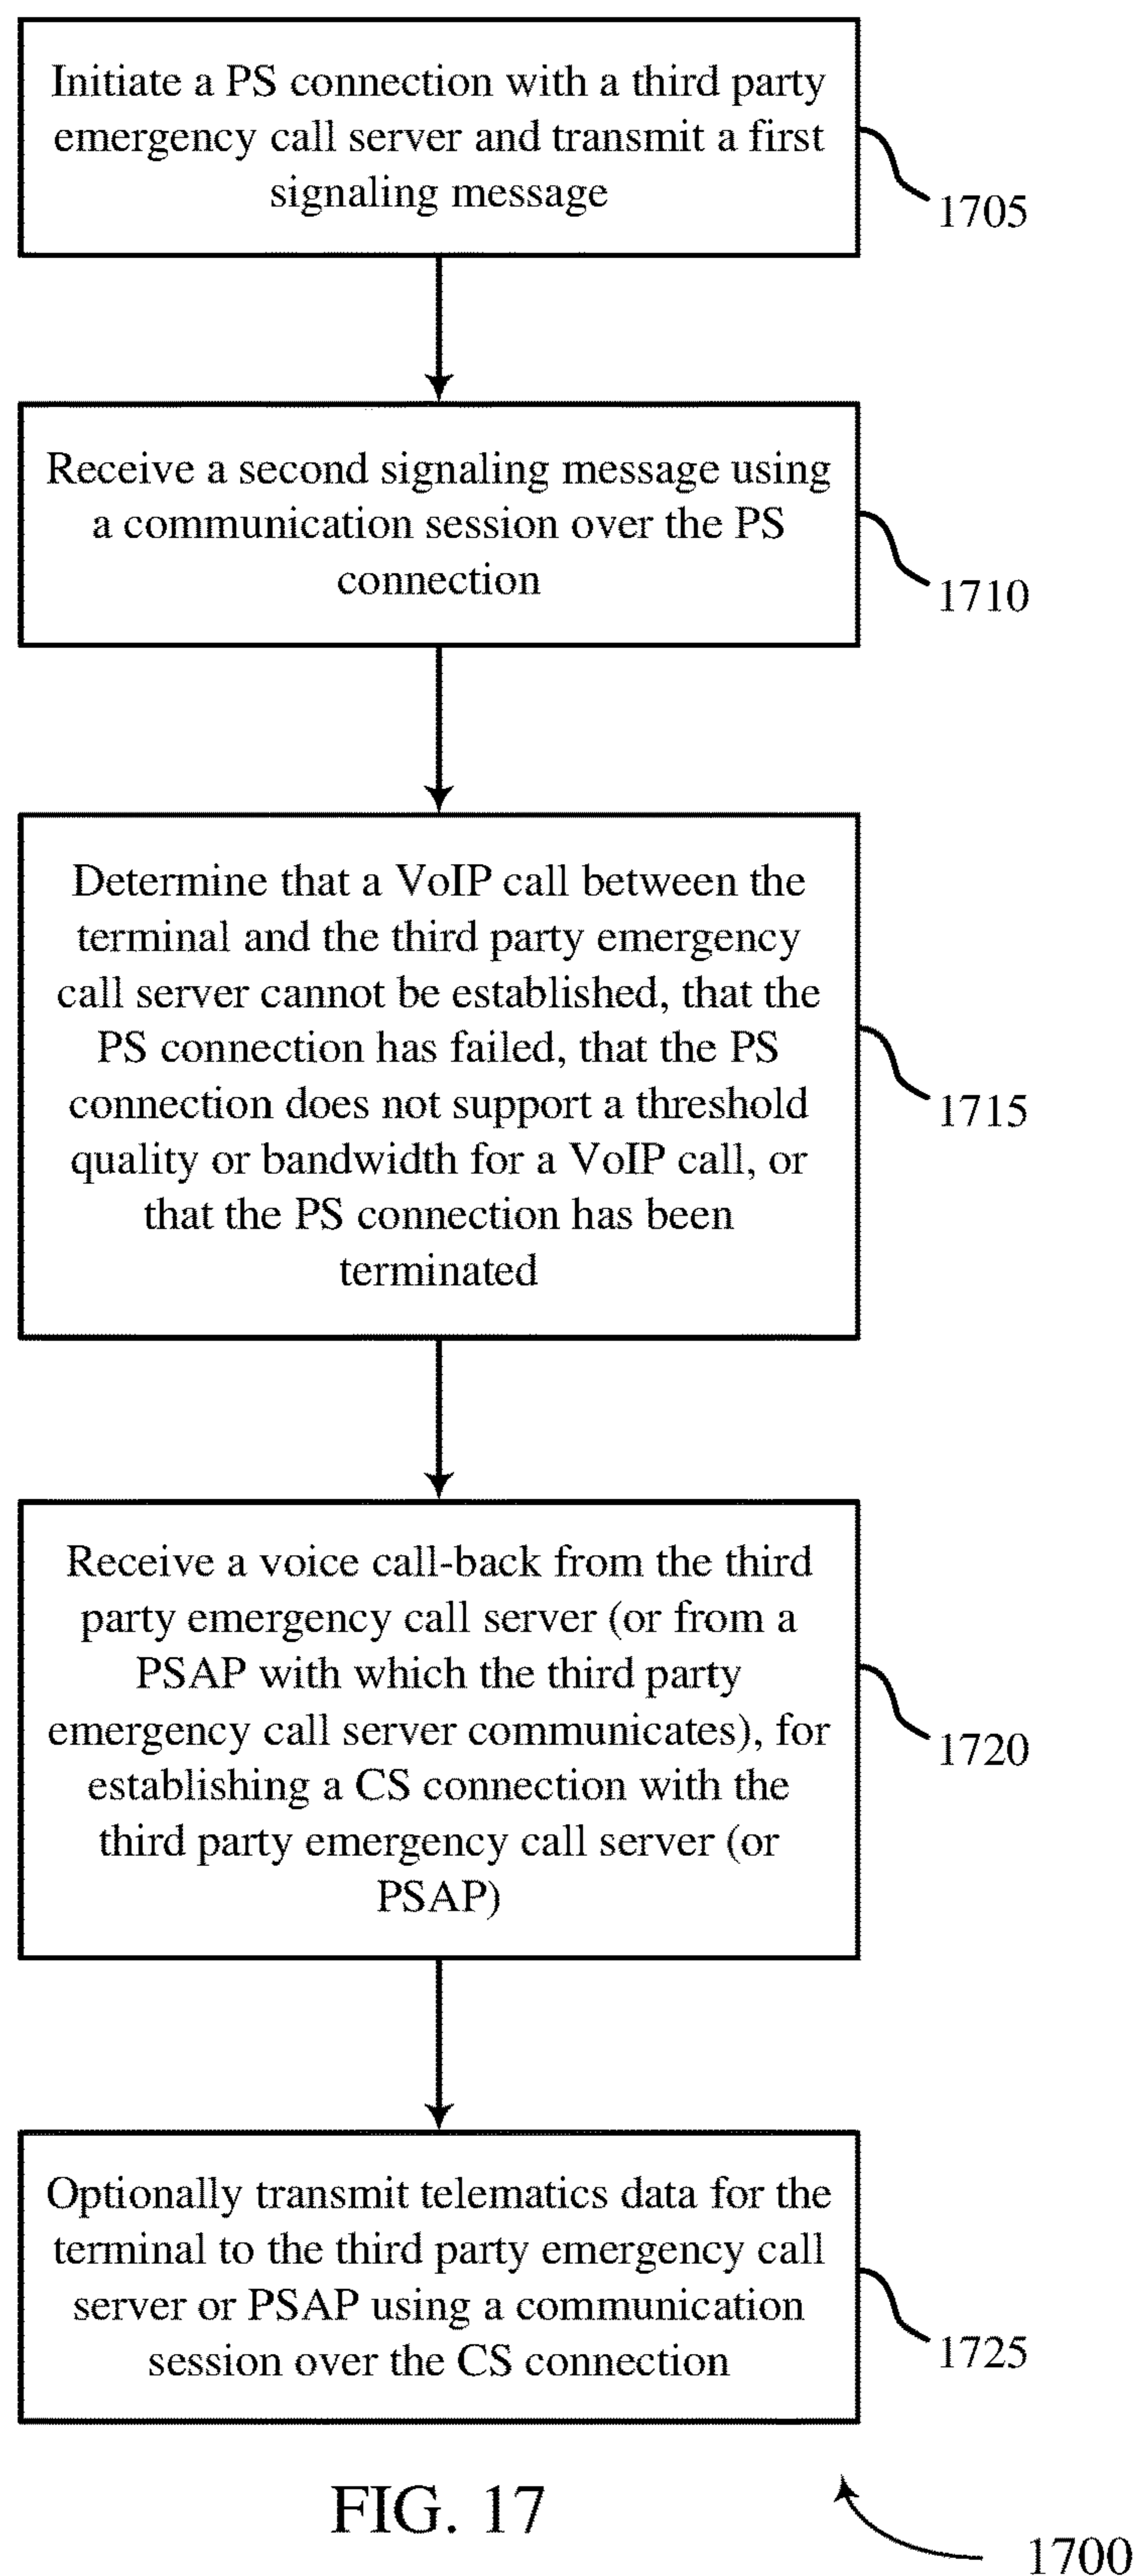 Initiate a PS connection with a third party
emergency call server and transmit a first
signaling message
1705
Receive a second signaling message using
a communication session over the PS
connection
1710
Determine that a VoIP call between the
terminal and the third party emergency
call server cannot be established, that the
PS connection has failed, that the PS
connection does not support a threshold
quality or bandwidth for a VoIP call, or
that the PS connection has been
terminated
1715
Receive a voice call-back from the third
party emergency call server (or from a
PSAP with which the third party
emergency call server communicates), for
establishing a CS connection with the
third party emergency call server (or
PSAP)
1720
Optionally transmit telematics data for the
terminal to the third party emergency call
server or PSAP using a communication
session over the CS connection
1725
FIG. 17
1700